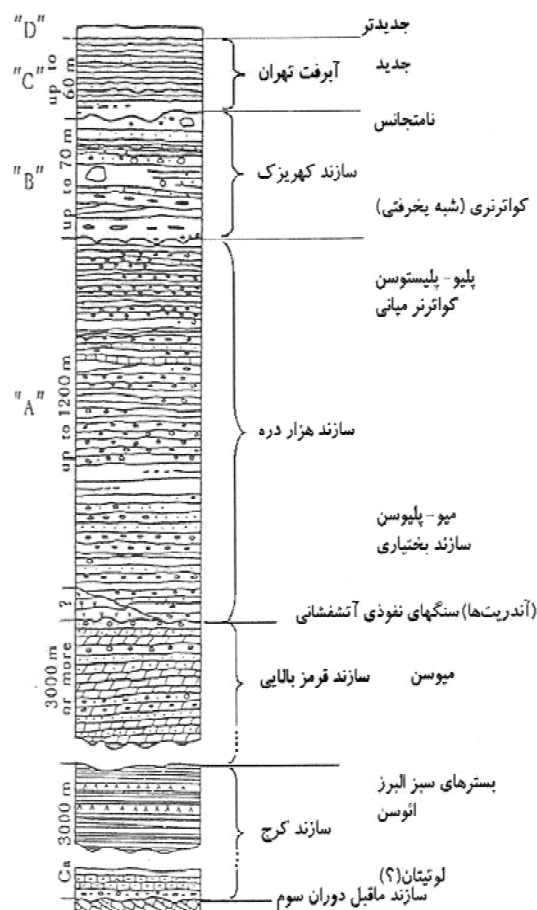 "D"
جدیدتر
"C"
up to 60 m
آبرفت تهران
جدید
نامتجانس
"B"
up to 70 m
سازند کهریزک
کواترنری (شبه یخرفتی)
پلیو - پلیستوسن
کواترنر میانی
"A"
up to 1200 m
سازند هزار دره
میو - پلیوسن
سازند بختیاری
?
(آندریت‌ها) سنگهای نفوذی آتشفشانی
3000 m
or more
سازند قرمز بالایی
میوسن
بسترهای سبز البرز
ائوسن
3000 m
سازند کرج
Ca
لوتیتان (؟)
سازند ماقبل دوران سوم